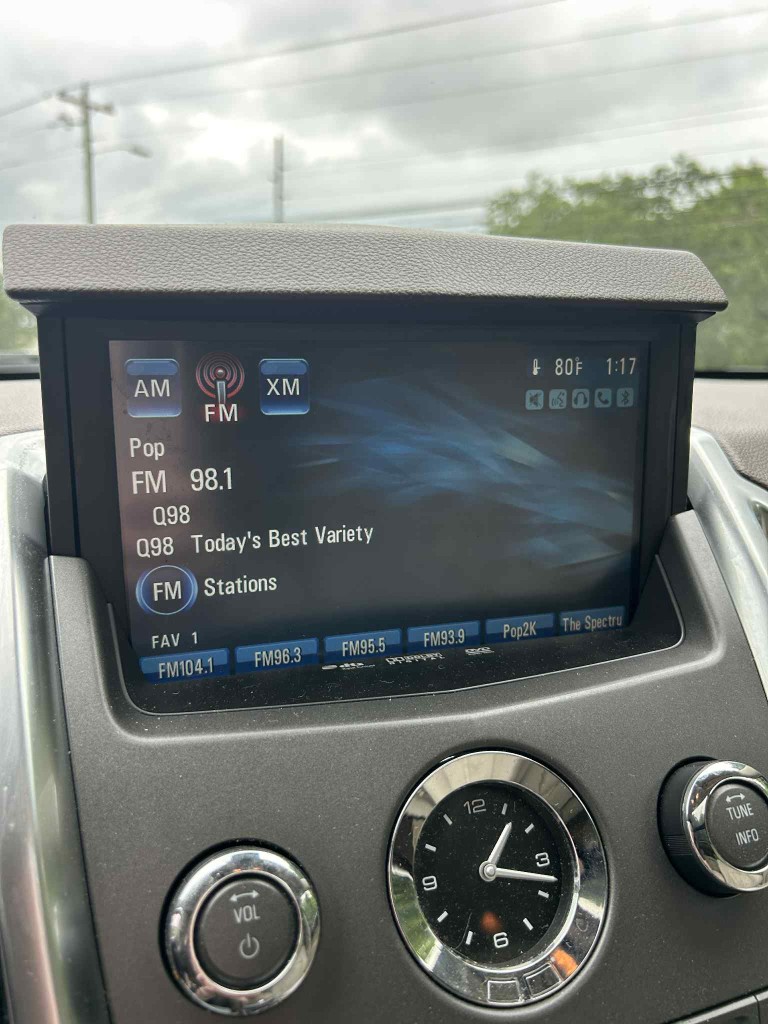 AM FM XM
80°F 1:17
Pop
FM 98.1
Q98
Q98 Today's Best Variety
FM Stations
FAV 1
FM104.1 FM96.3 FM95.5 FM93.9 Pop2K The Spectru
VOL
12
3
6
9
TUNE
INFO